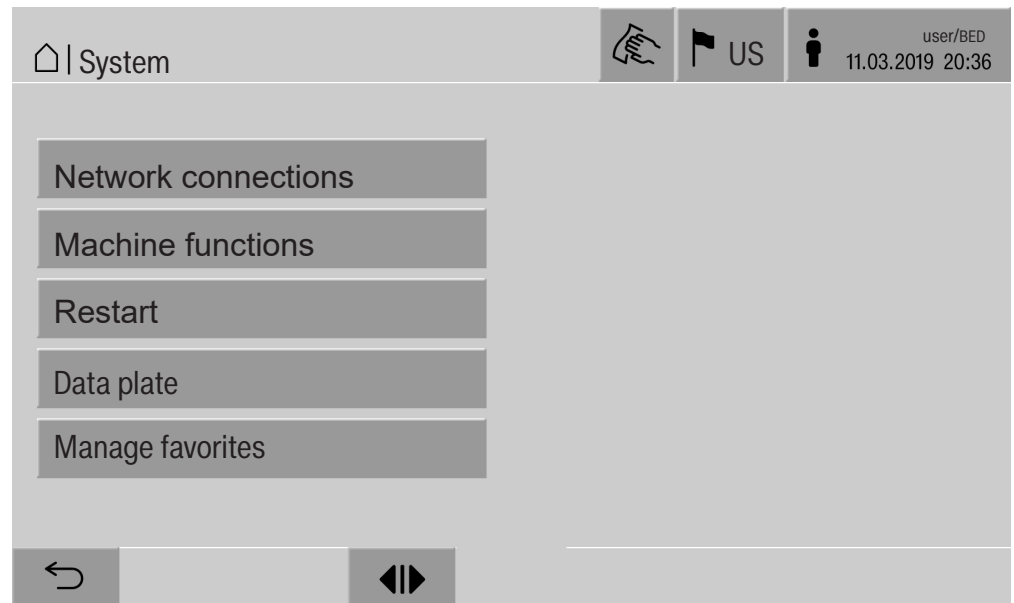 | System
US
user/BED
11.03.2019 20:36
Network connections
Machine functions
Restart
Data plate
Manage favorites